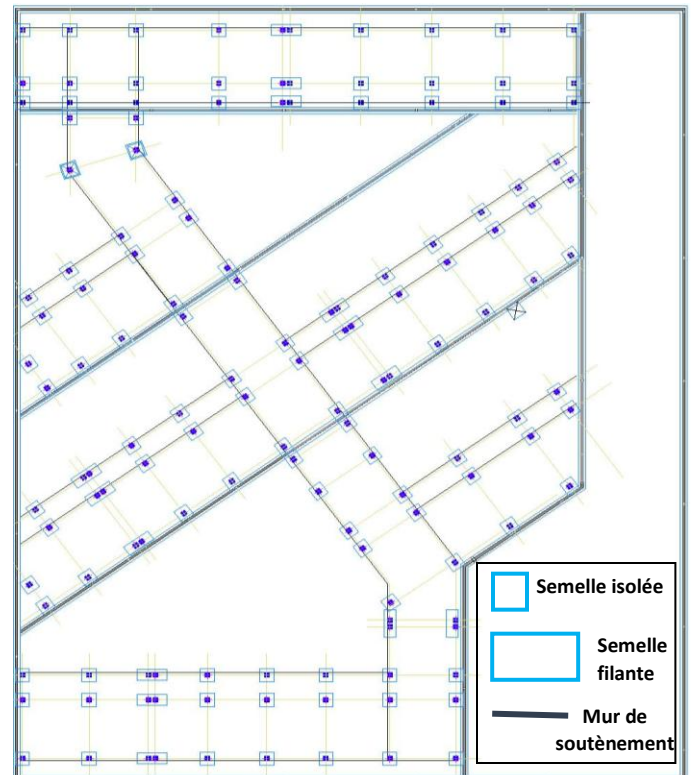 Semelle isolée
Semelle
filante
Mur de
soutènement